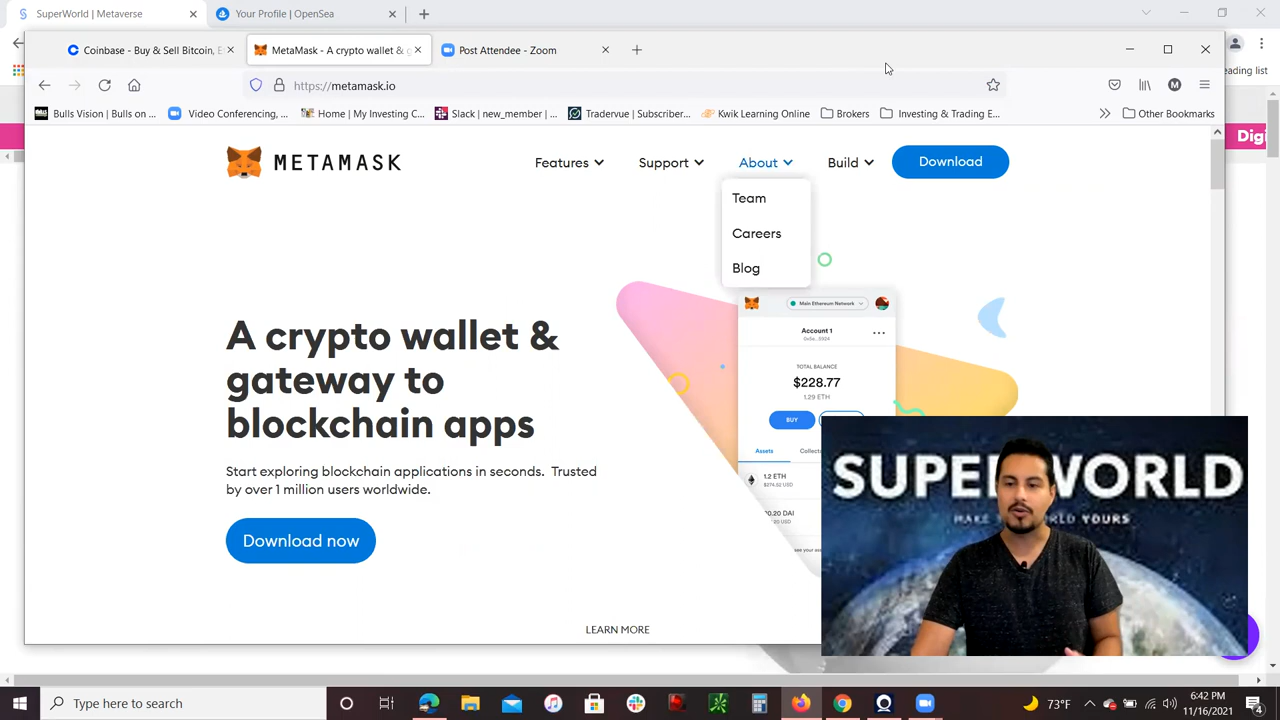 SuperWorld | Metaverse
Your Profile | OpenSea
Coinbase - Buy & Sell Bitcoin, E
MetaMask - A crypto wallet & g
Post Attendee - Zoom
https://metamask.io
eading list
Bulls Vision | Bulls on ...
Video Conferencing, ...
Home | My Investing C...
Slack | new_member | ...
Tradervue | Subscriber...
Kwik Learning Online
Brokers
Investing & Trading E...
Other Bookmarks
Digi
METAMASK
Features
Support
About
Build
Download
Team
Careers
Blog
A crypto wallet &
gateway to
blockchain apps
Start exploring blockchain applications in seconds. Trusted
by over 1 million users worldwide.
Download now
LEARN MORE
Main Ethereum Network
Account 1
TOTAL BALANCE
$228.77
1.29 ETH
BUY
Assets
Collect
1.2 ETH
SUPERWORLD
Type here to search
73°F
6:42 PM
11/16/2021